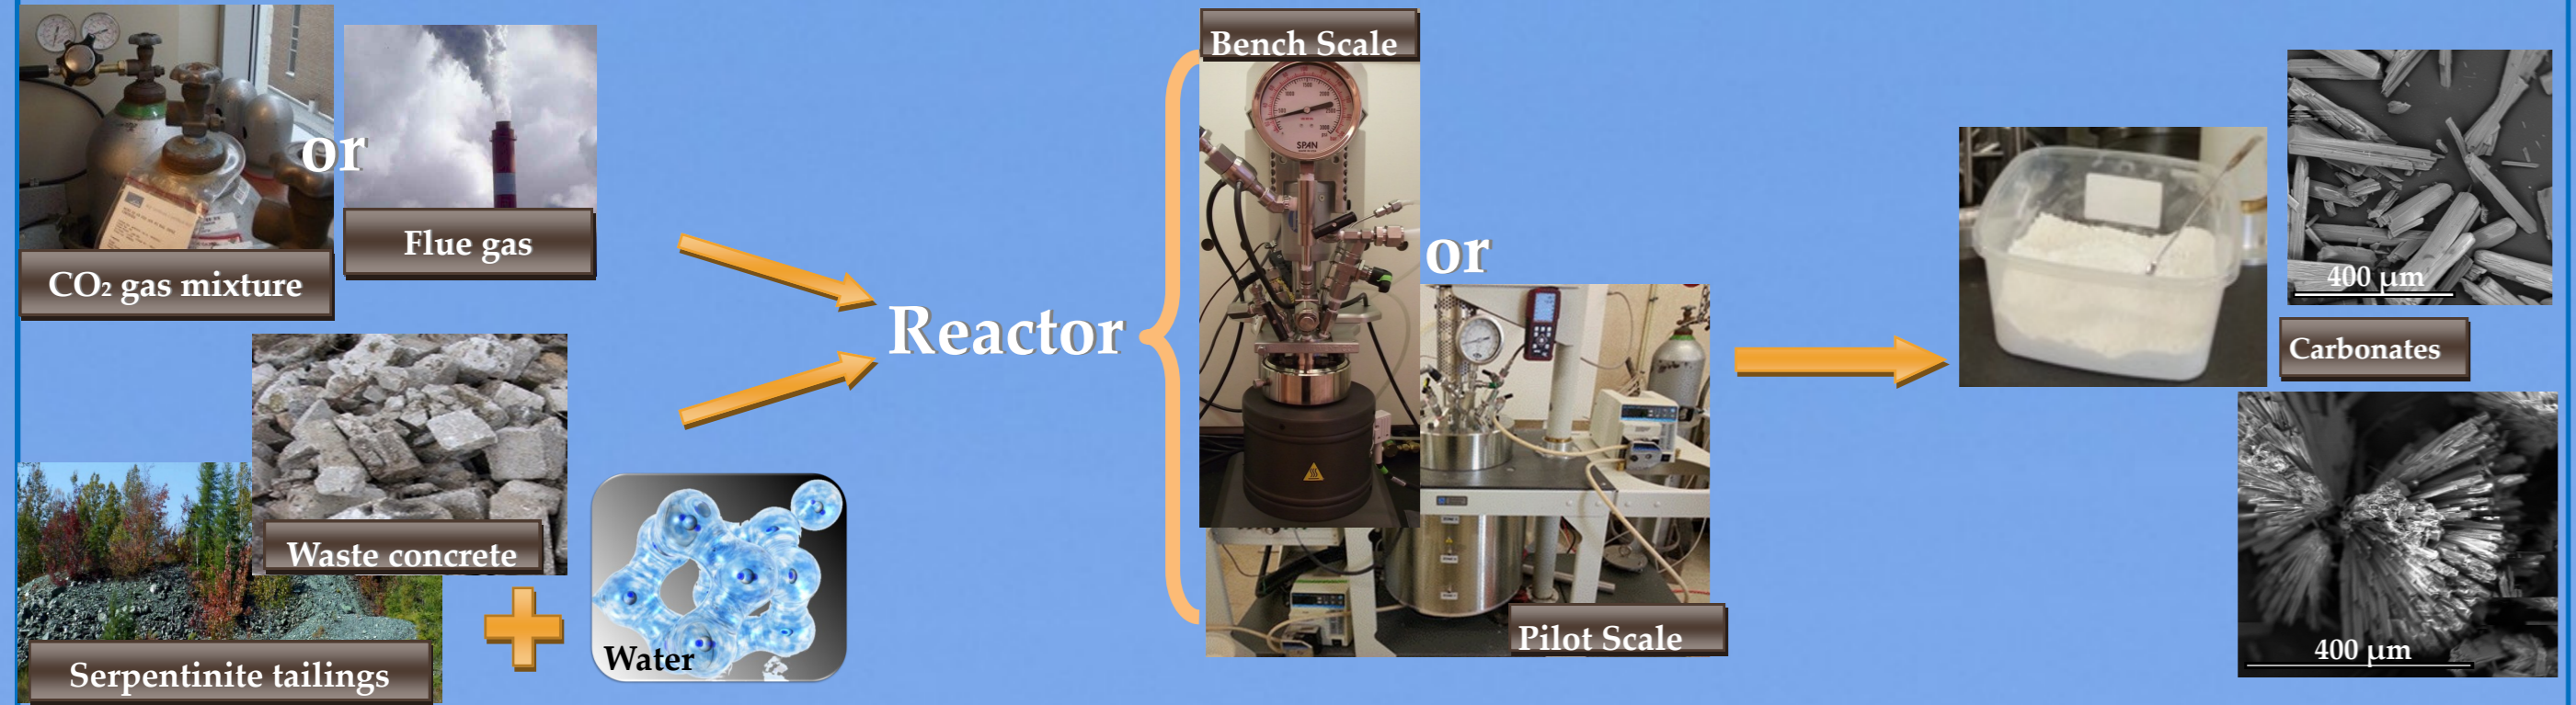 CO₂ gas mixture
or
Flue gas
Waste concrete
Serpentinite tailings
Water
Reactor
Bench Scale
SPAN
or
Pilot Scale
400 μm
Carbonates
400 μm